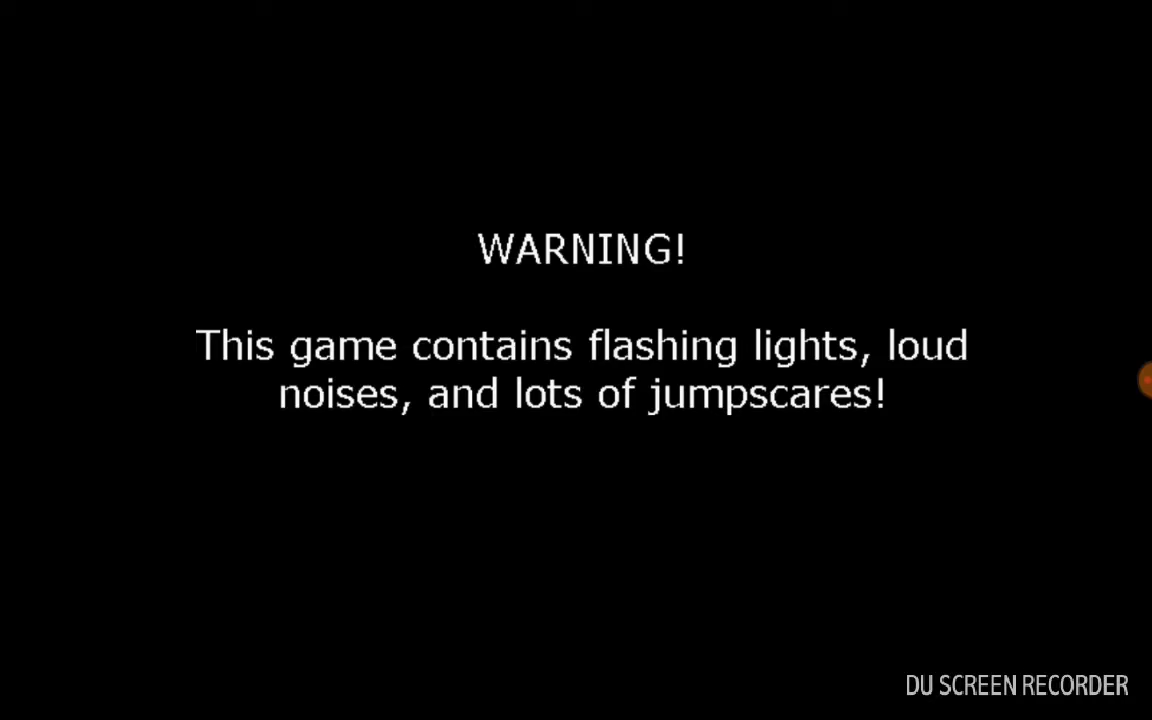 WARNING!
This game contains flashing lights, loud
noises, and lots of jumpscares!
DU SCREEN RECORDER